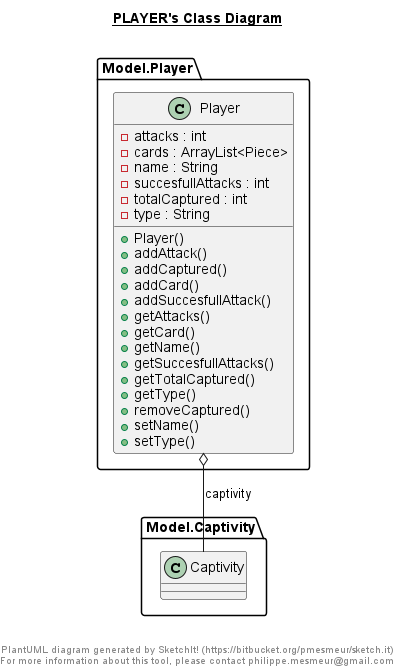 PLAYER's Class Diagram
Model.Player
C Player
attacks : int
cards : ArrayList<Piece>
name : String
succesfullAttacks : int
totalCaptured : int
type : String
Player()
addAttack()
addCaptured()
addCard()
addSuccesfullAttack()
getAttacks()
getCard()
getName()
getSuccesfullAttacks()
getTotalCaptured()
getType()
removeCaptured()
setName()
setType()
captivity
Model.Captivity
C Captivity
PlantUML diagram generated by SketchIt! (https://bitbucket.org/pmesmeur/sketch.it)
For more information about this tool, please contact philippe.mesmeur@gmail.com